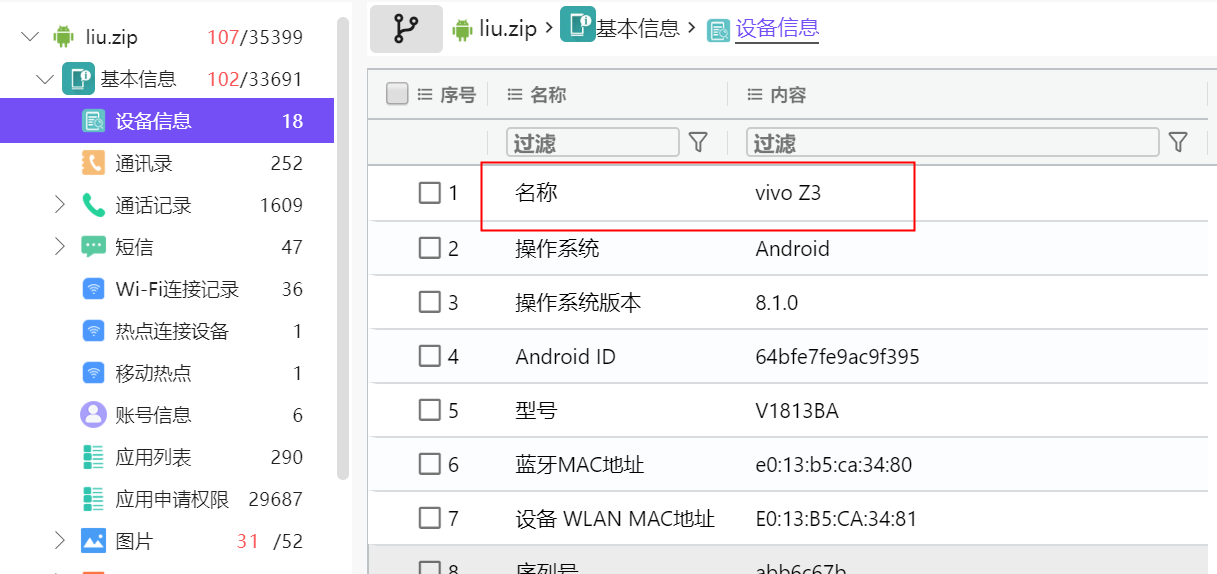 liu.zip 107/35399
基本信息 102/33691
设备信息 18
通讯录 252
通话记录 1609
短信 47
Wi-Fi连接记录 36
热点连接设备 1
移动热点 1
账号信息 6
应用列表 290
应用申请权限 29687
图片 31 /52
liu.zip > 基本信息 > 设备信息
序号 名称 内容
过滤 过滤
1 名称 vivo Z3
2 操作系统 Android
3 操作系统版本 8.1.0
4 Android ID 64bfe7fe9ac9f395
5 型号 V1813BA
6 蓝牙MAC地址 e0:13:b5:ca:34:80
7 设备 WLAN MAC地址 E0:13:B5:CA:34:81
8 序列号 abb6c67b